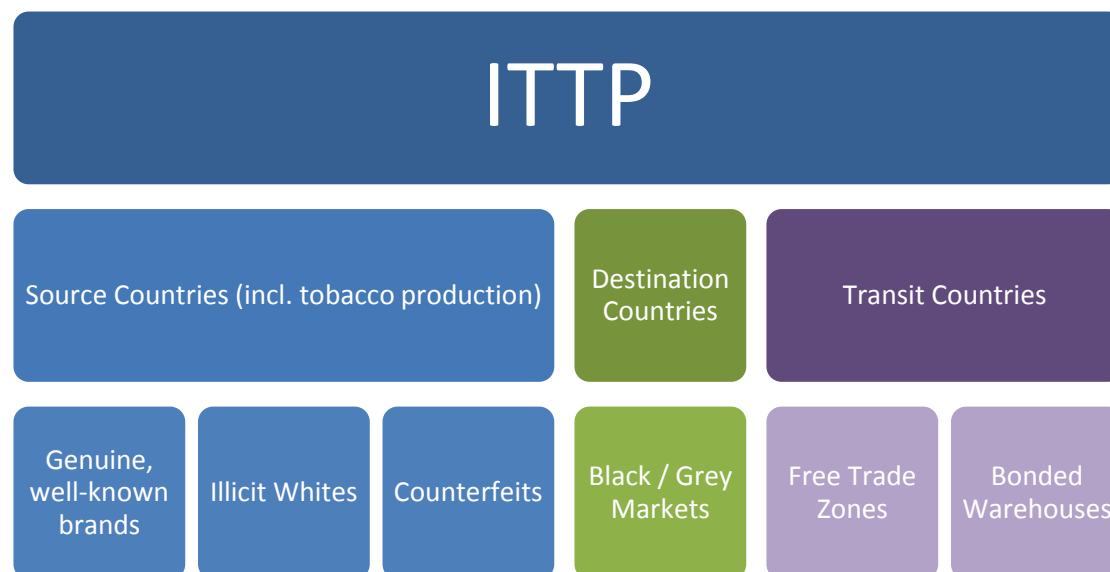 ITTP
Source Countries (incl. tobacco production)
Destination
Countries
Transit Countries
Genuine,
well-known
brands
Illicit Whites
Counterfeits
Black / Grey
Markets
Free Trade
Zones
Bonded
Warehouses